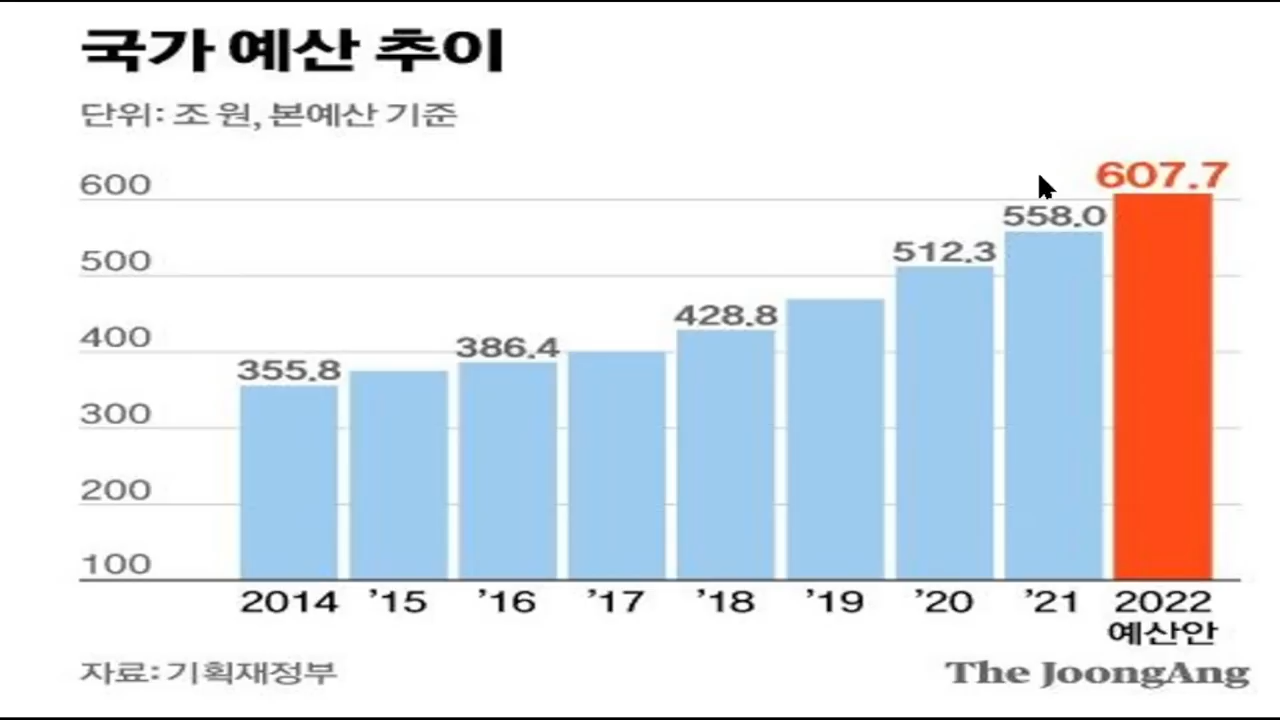 국가 예산 추이
단위: 조 원, 본예산 기준
600
607.7
558.0
500
512.3
400
428.8
386.4
355.8
300
200
100
2014 ’15 ’16 ’17 ’18 ’19 ’20 ’21 2022
예산안
자료: 기획재정부
The JoongAng